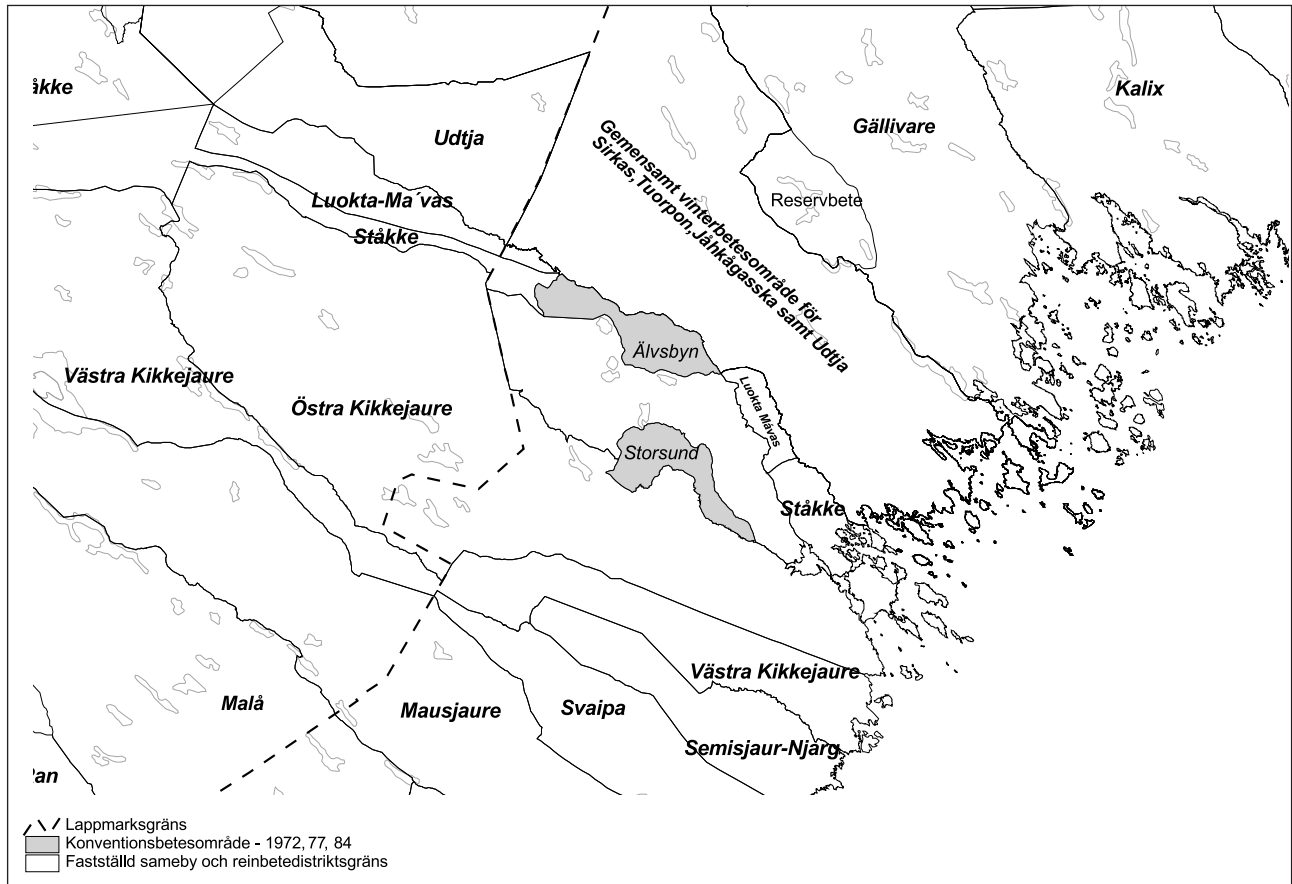 Kalix
åkke
Gällivare
Udtja
Gemensamt vinterbetesområde för
Sirkas, Tuorpon, Jåhkågasska samt Udtja
Reservbete
Luokta-Ma´vas
Ståkke
Älvsbyn
Västra Kikkejaure
Luokta Måvas
Östra Kikkejaure
Storsund
Ståkke
Västra Kikkejaure
Malå
Mausjaure
Svaipa
Semisjaur-Njarg
an
Lappmarksgräns
Konventionsbetesområde - 1972, 77, 84
Fastställd sameby och reinbetedistriktsgräns